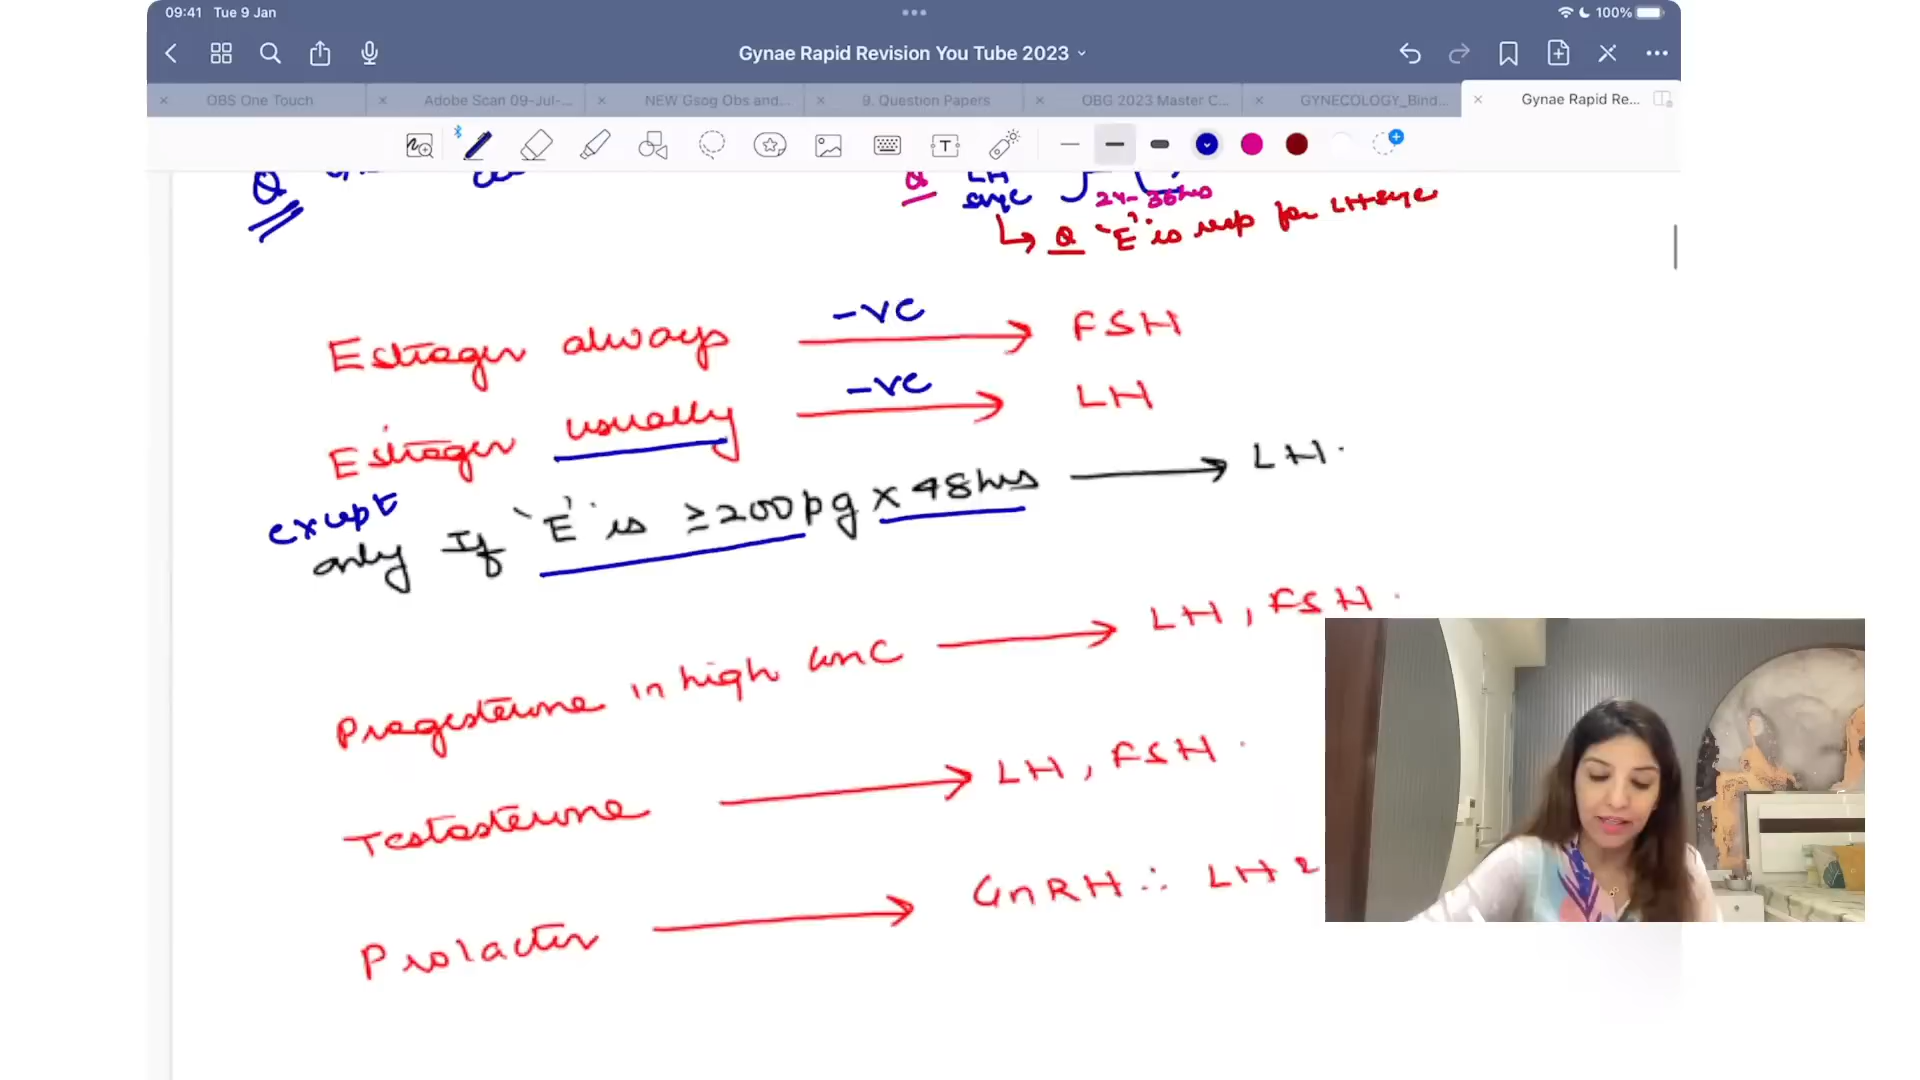 09:41 Tue 9 Jan
100%
Gynae Rapid Revision You Tube 2023
OBS One Touch
Adobe Scan 09-Jul-...
NEW Gsog Obs and...
9. Question Papers
OBG 2023 Master C...
GYNECOLOGY_Bind...
Gynae Rapid Re...
T
Q
Q LH
24-36hrs
Q 'E' is resp for LH
Estrogen always -ve FSH
Estrogen usually -ve LH
except
only If 'E' is ≥200pg x 48hrs LH.
Progesterone in high conc LH, FSH.
Testosterone LH, FSH.
Prolactin GnRH ∴ LH &